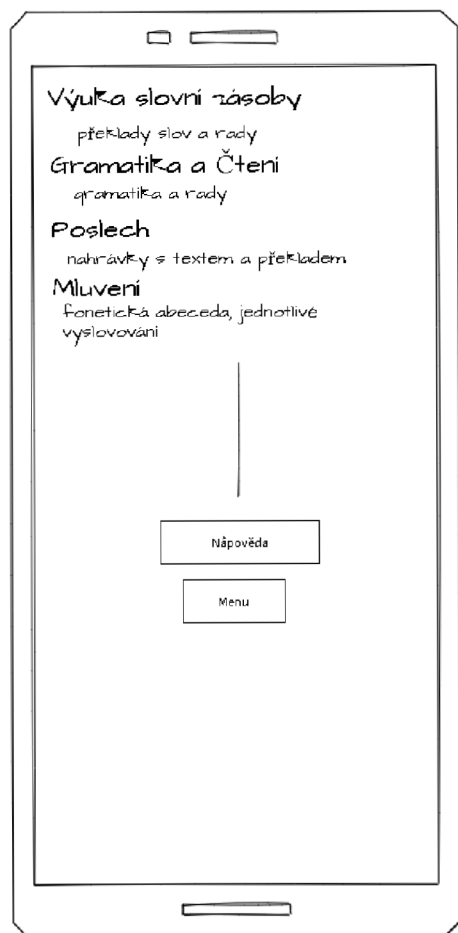 Výuka slovní zásoby
překlady slov a rady
Gramatika a Čtení
gramatika a rady
Poslech
nahrávky s textem a překladem
Mluvení
fonetická abeceda, jednotlivé
vyslovování
Nápověda
Menu